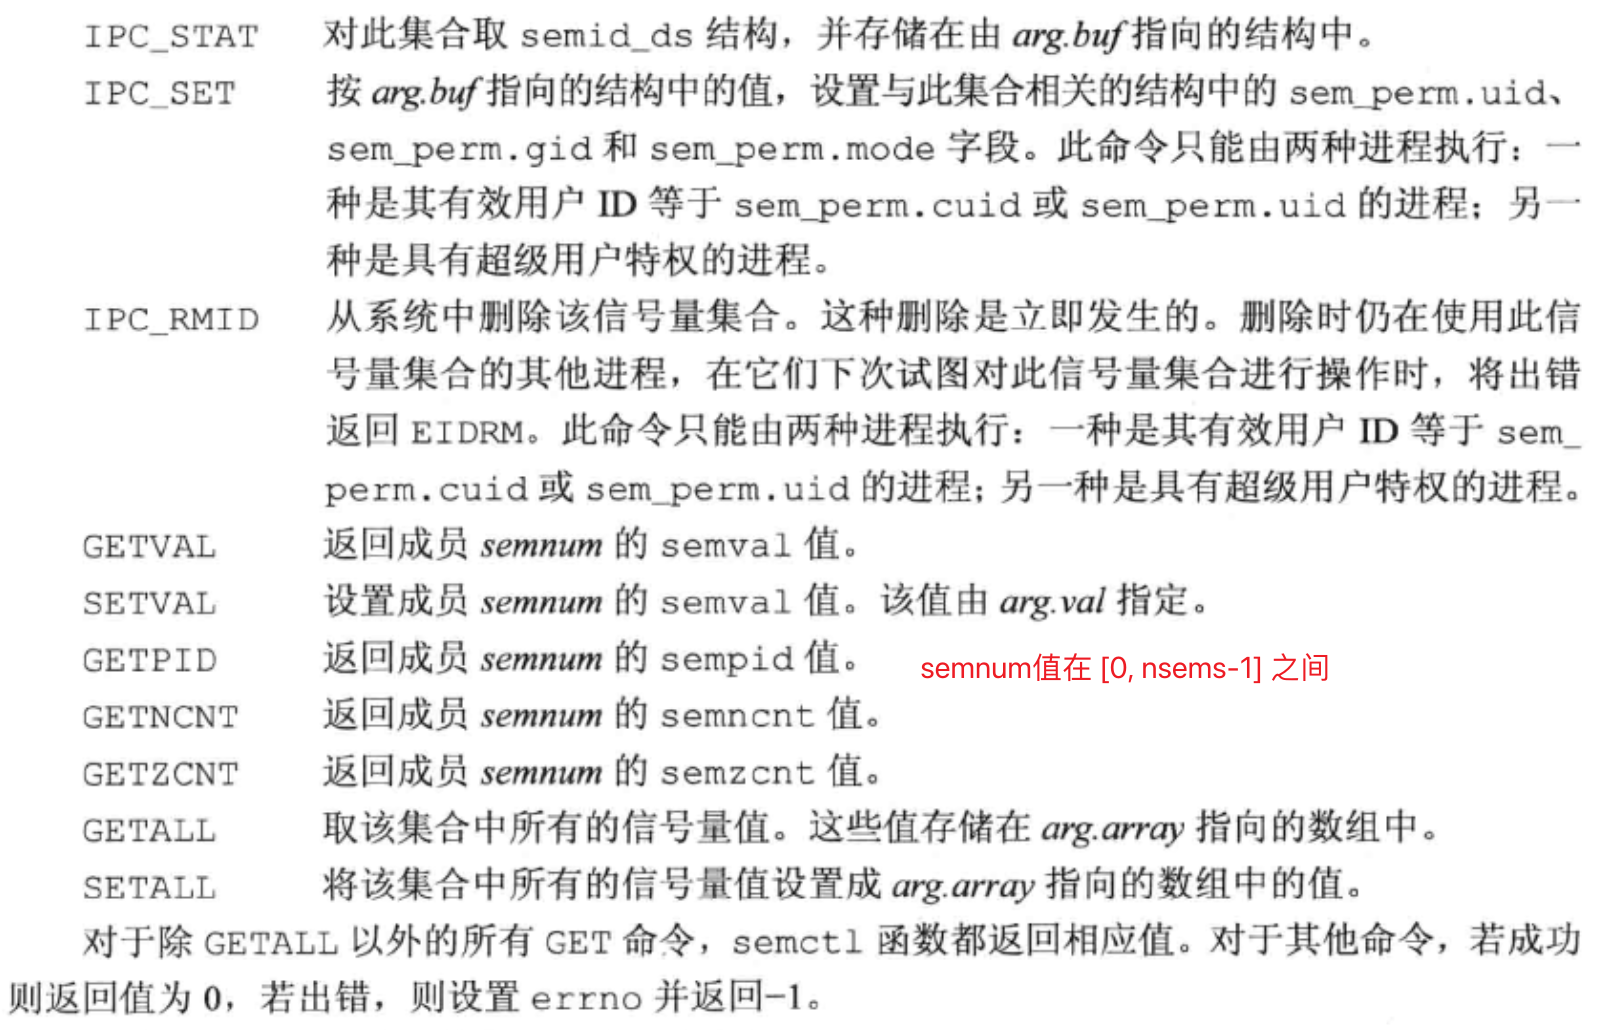 IPC_STAT 对此集合取 semid_ds 结构，并存储在由 arg.buf 指向的结构中。
IPC_SET 按 arg.buf 指向的结构中的值，设置与此集合相关的结构中的 sem_perm.uid、
sem_perm.gid 和 sem_perm.mode 字段。此命令只能由两种进程执行：一
种是其有效用户 ID 等于 sem_perm.cuid 或 sem_perm.uid 的进程；另一
种是具有超级用户特权的进程。
IPC_RMID 从系统中删除该信号量集合。这种删除是立即发生的。删除时仍在使用此信
号量集合的其他进程，在它们下次试图对此信号量集合进行操作时，将出错
返回 EIDRM。此命令只能由两种进程执行：一种是其有效用户 ID 等于 sem_
perm.cuid 或 sem_perm.uid 的进程；另一种是具有超级用户特权的进程。
GETVAL 返回成员 semnum 的 semval 值。
SETVAL 设置成员 semnum 的 semval 值。该值由 arg.val 指定。
GETPID 返回成员 semnum 的 sempid 值。
semnum值在 [0, nsems-1] 之间
GETNCNT 返回成员 semnum 的 semncnt 值。
GETZCNT 返回成员 semnum 的 semzcnt 值。
GETALL 取该集合中所有的信号量值。这些值存储在 arg.array 指向的数组中。
SETALL 将该集合中所有的信号量值设置成 arg.array 指向的数组中的值。
对于除 GETALL 以外的所有 GET 命令，semctl 函数都返回相应值。对于其他命令，若成功
则返回值为 0，若出错，则设置 errno 并返回−1。